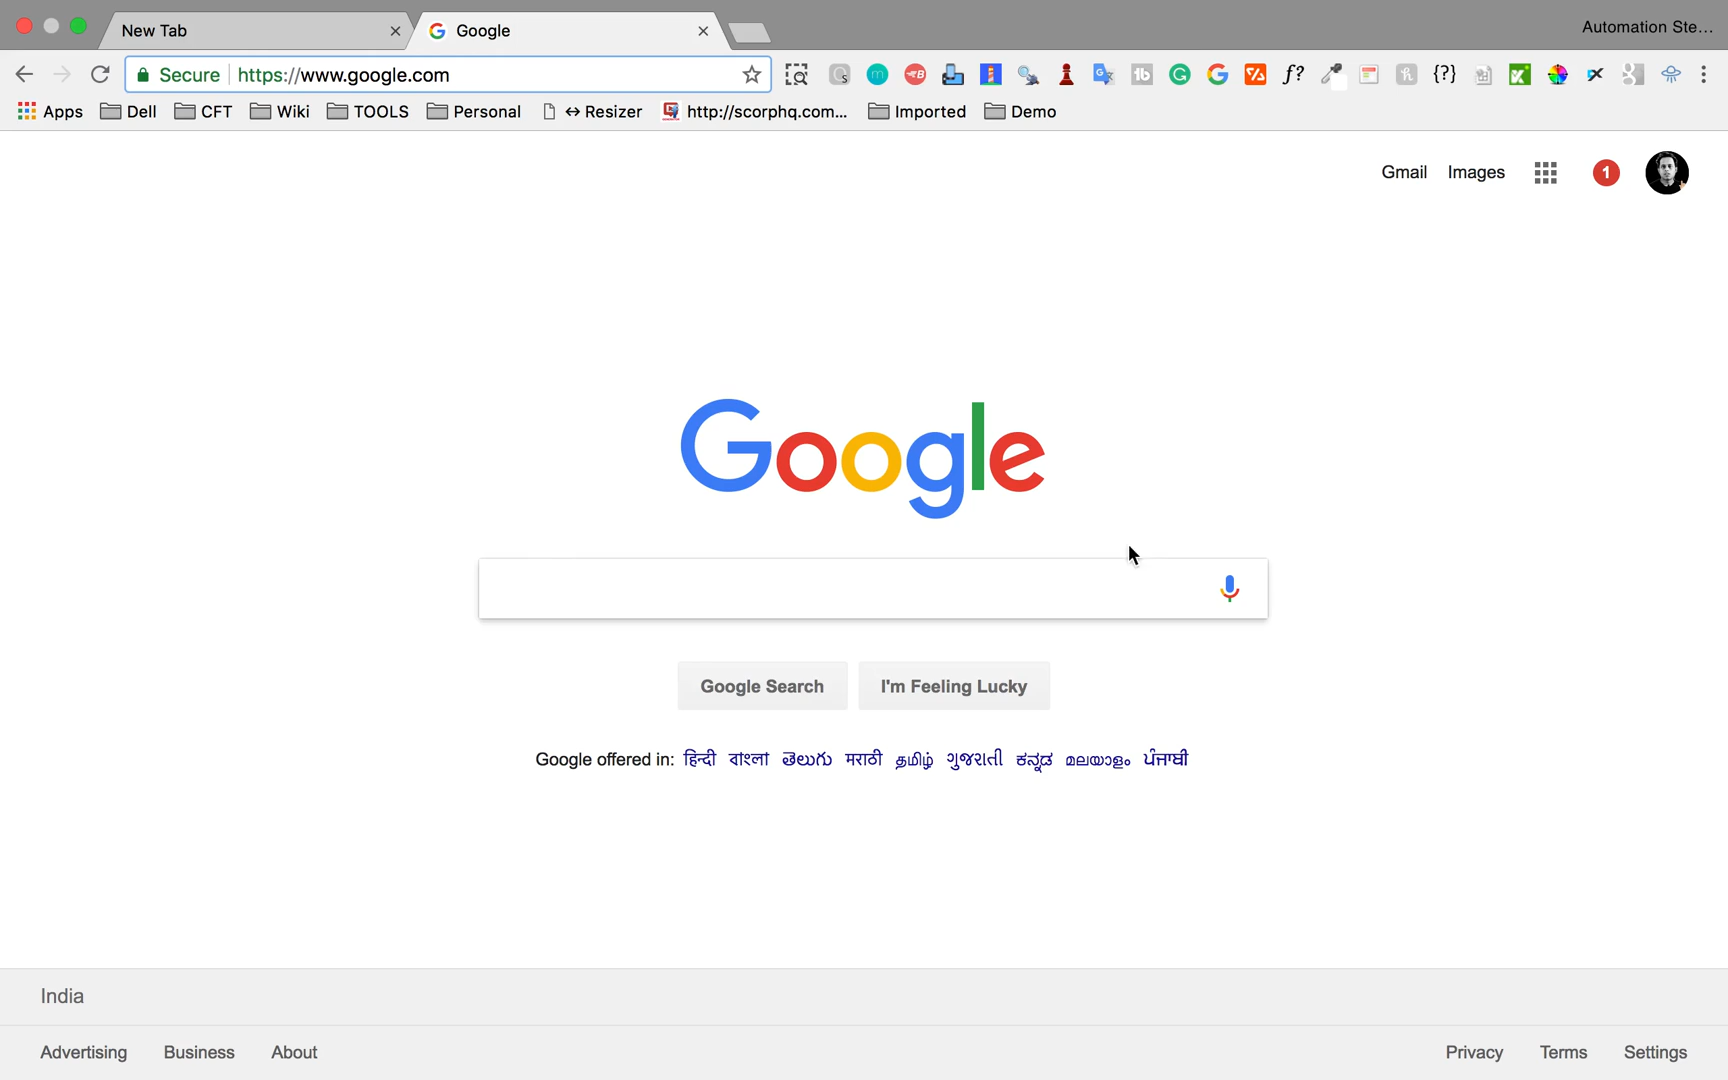 New Tab
Google
Automation Ste...
Secure https://www.google.com
Apps Dell CFT Wiki TOOLS Personal ↔ Resizer http://scorphq.com... Imported Demo
Gmail Images 1
Google
Google Search I'm Feeling Lucky
Google offered in: हिन्दी বাংলা తెలుగు मराठी தமிழ் ગુજરાતી ಕನ್ನಡ മലയാളം ਪੰਜਾਬੀ
India
Advertising Business About
Privacy Terms Settings